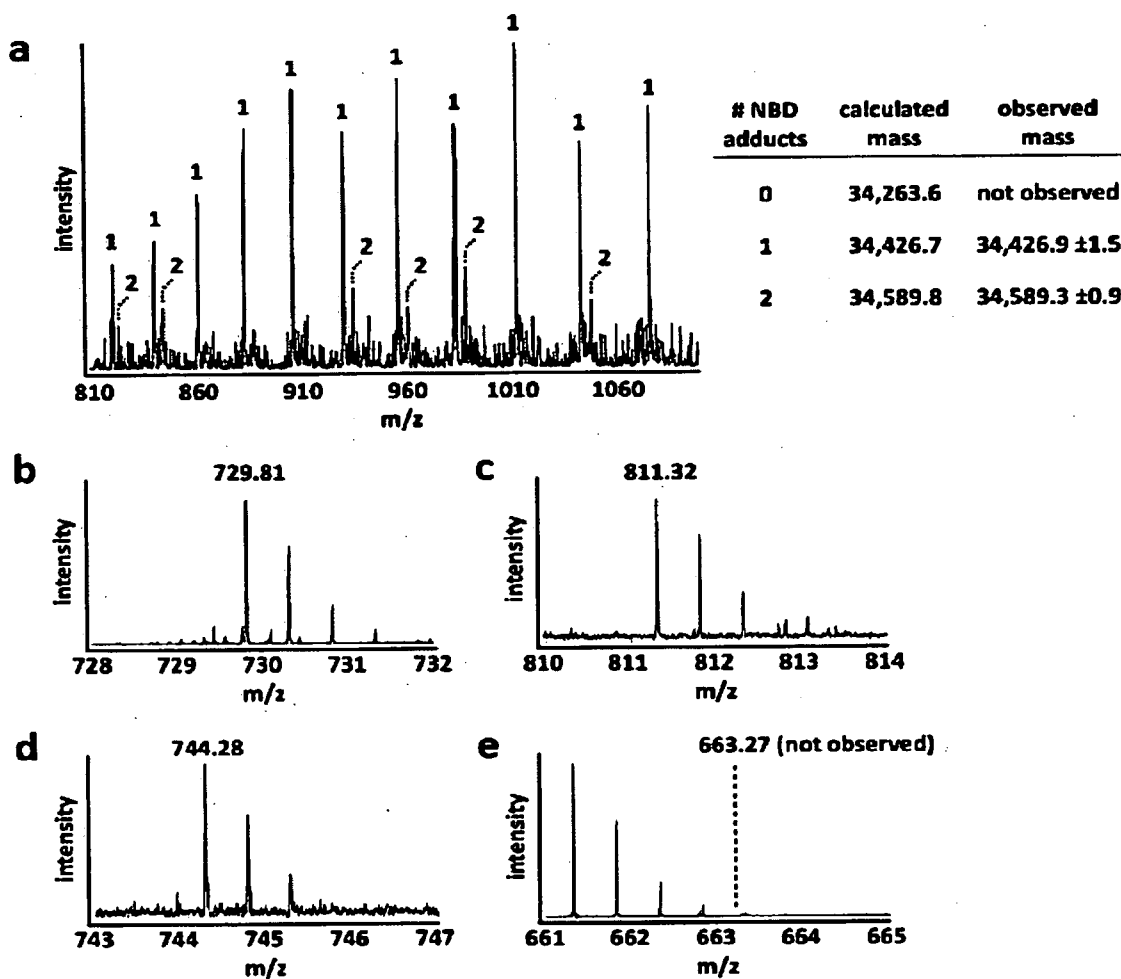 a
1 1 1 1 1 1 1 1 1 1 1
2 2 2 2 2 2
intensity
810 860 910 960 1010 1060
m/z
# NBD adducts calculated mass observed mass
0 34,263.6 not observed
1 34,426.7 34,426.9 ±1.5
2 34,589.8 34,589.3 ±0.9
b
729.81
intensity
728 729 730 731 732
m/z
c
811.32
intensity
810 811 812 813 814
m/z
d
744.28
intensity
743 744 745 746 747
m/z
e
663.27 (not observed)
intensity
661 662 663 664 665
m/z